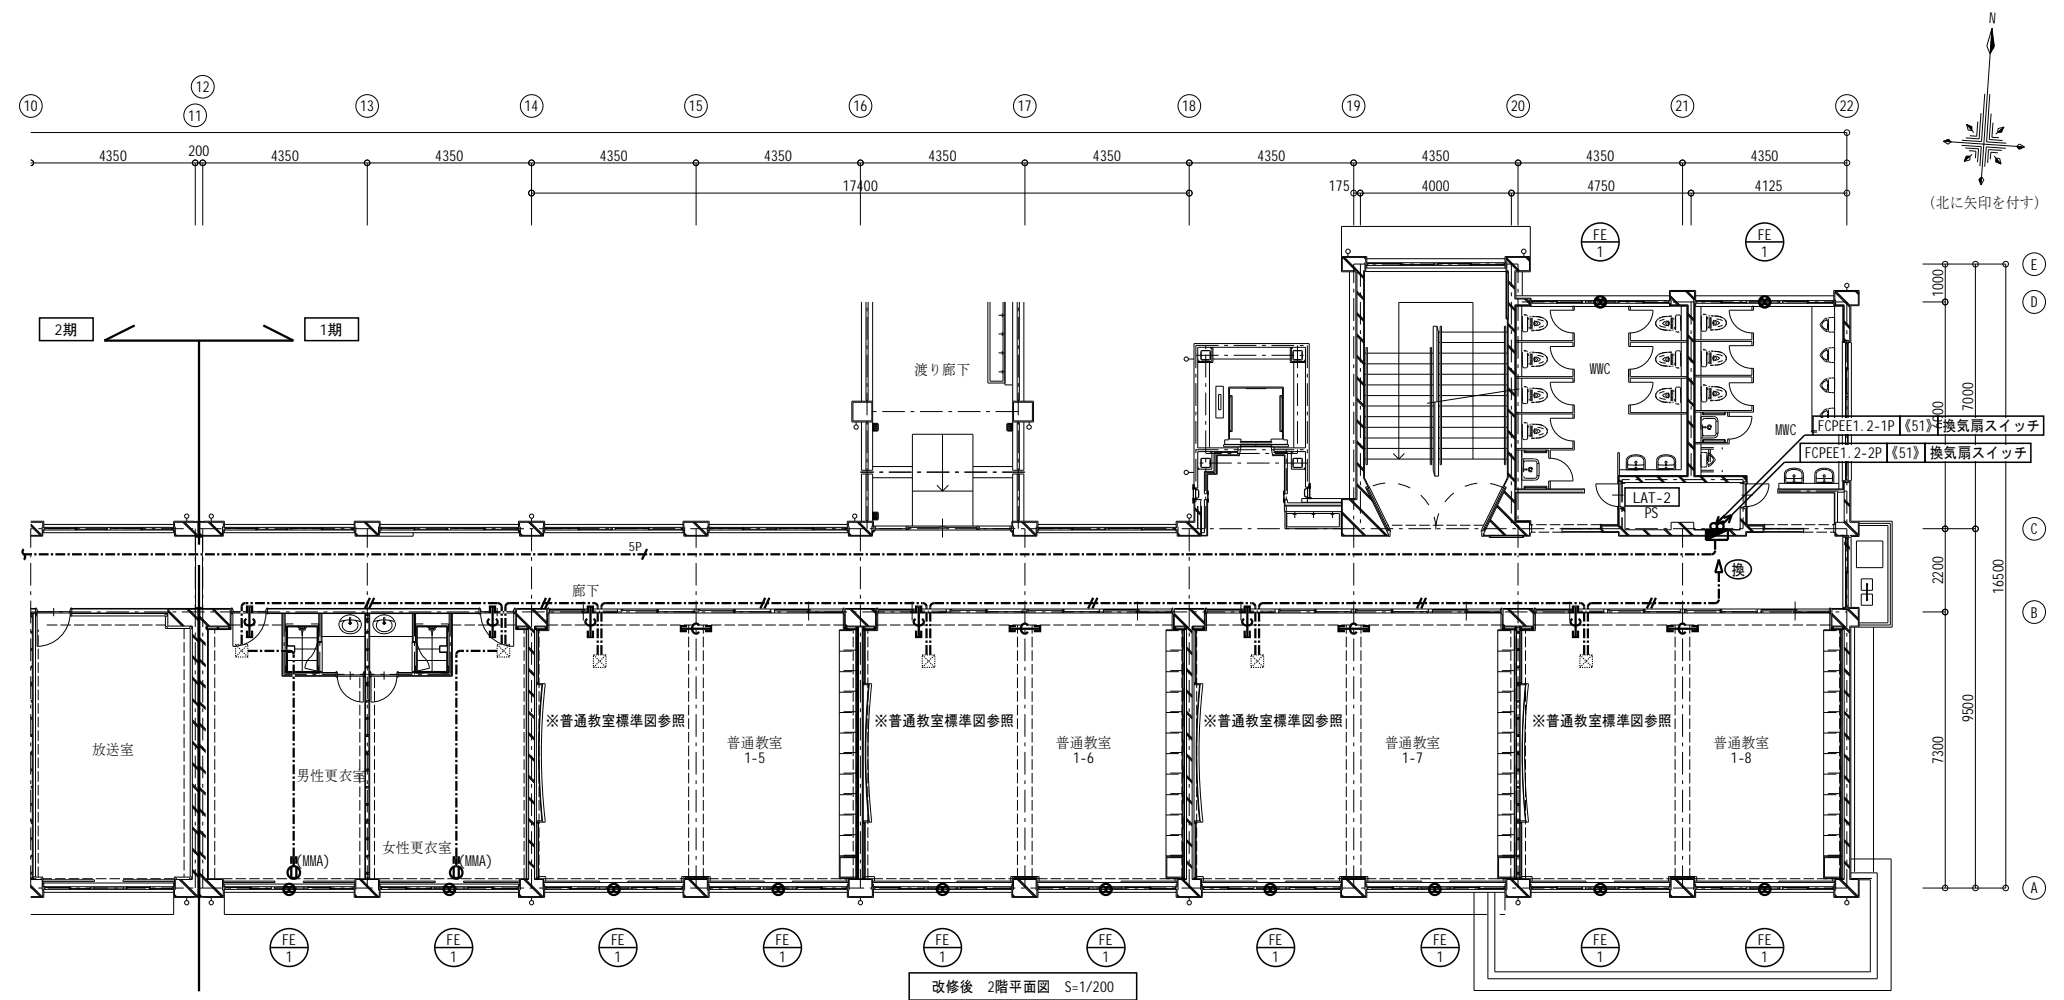 N
(北に矢印を付す)
10
11
12
13
14
15
16
17
18
19
20
21
22
4350
200
4350
4350
4350
4350
4350
4350
4350
4350
4350
4350
17400
175
4000
4750
4125
FE
1
FE
1
E
D
C
B
A
1000
7000
2200
16500
9500
7300
2期
1期
渡り廊下
WWC
MWC
FCPEE1.2-1P 《51》 換気扇スイッチ
FCPEE1.2-2P 《51》 換気扇スイッチ
LAT-2
PS
5P
廊下
換
放送室
男性更衣室
女性更衣室
(MMA)
(MMA)
※普通教室標準図参照
普通教室
1-5
※普通教室標準図参照
普通教室
1-6
※普通教室標準図参照
普通教室
1-7
※普通教室標準図参照
普通教室
1-8
FE
1
FE
1
FE
1
FE
1
FE
1
FE
1
FE
1
FE
1
FE
1
FE
1
改修後 2階平面図 S=1/200